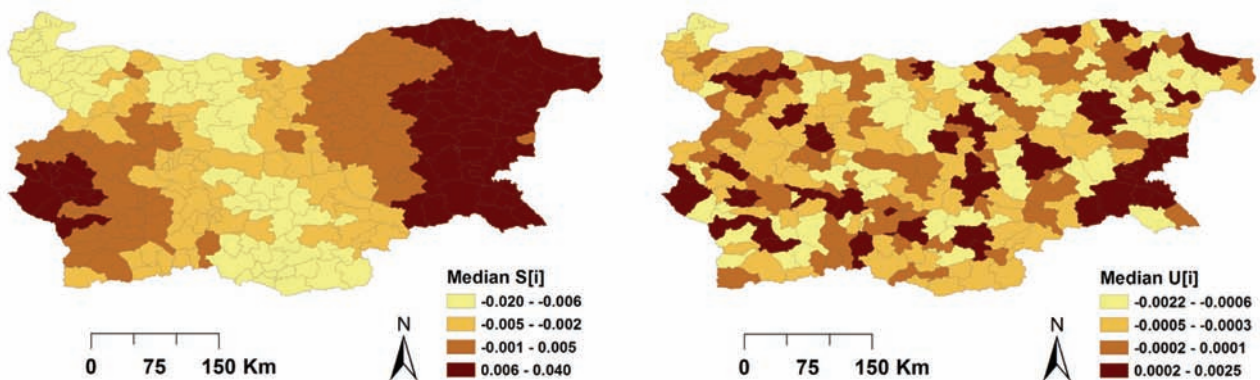 Median S[i]
-0.020 - -0.006
-0.005 - -0.002
-0.001 - 0.005
0.006 - 0.040
N
0 75 150 Km
Median U[i]
-0.0022 - -0.0006
-0.0005 - -0.0003
-0.0002 - 0.0001
0.0002 - 0.0025
N
0 75 150 Km